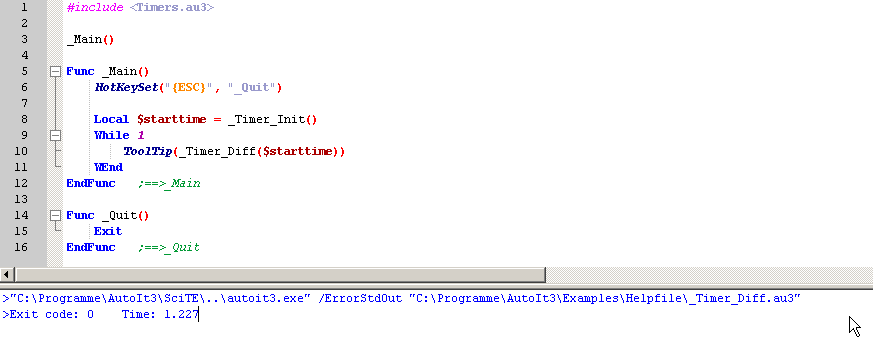 1 #include <Timers.au3>
2
3 _Main()
4
5 Func _Main()
6 HotKeySet("{ESC}", "_Quit")
7
8 Local $starttime = _Timer_Init()
9 While 1
10 ToolTip(_Timer_Diff($starttime))
11 WEnd
12 EndFunc ;==>_Main
13
14 Func _Quit()
15 Exit
16 EndFunc ;==>_Quit
>"C:\Programme\AutoIt3\SciTE\..\autoit3.exe" /ErrorStdOut "C:\Programme\AutoIt3\Examples\Helpfile\_Timer_Diff.au3"
>Exit code: 0 Time: 1.227